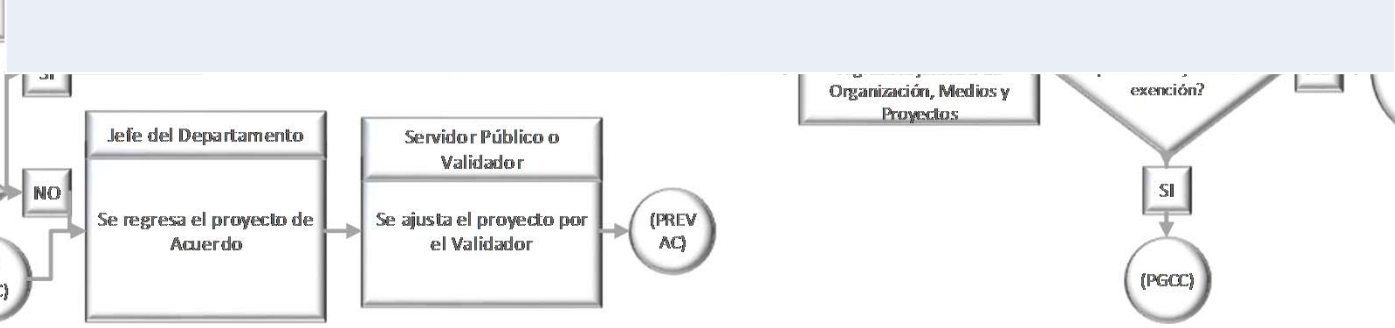 NO
Jefe del Departamento
Se regresa el proyecto de
Acuerdo
Servidor Público o
Validador
Se ajusta el proyecto por
el Validador
(PREV
AC)
Organización, Medios y
Proyectos
exención?
SI
(PGCC)